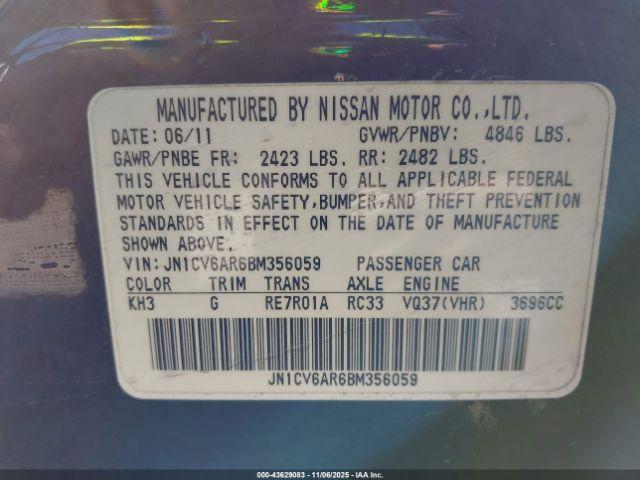 MANUFACTURED BY NISSAN MOTOR CO.,LTD.
DATE: 06/11 GVWR/PNBV: 4846 LBS.
GAWR/PNBE FR: 2423 LBS. RR: 2482 LBS.
THIS VEHICLE CONFORMS TO ALL APPLICABLE FEDERAL
MOTOR VEHICLE SAFETY,BUMPER,AND THEFT PREVENTION
STANDARDS IN EFFECT ON THE DATE OF MANUFACTURE
SHOWN ABOVE.
VIN:JN1CV6AR6BM356059 PASSENGER CAR
COLOR TRIM TRANS AXLE ENGINE
KH3 G RE7R01A RC33 VQ37(VHR) 3696CC
JN1CV6AR6BM356059
000-43629083 - 11/06/2025 - IAA Inc.